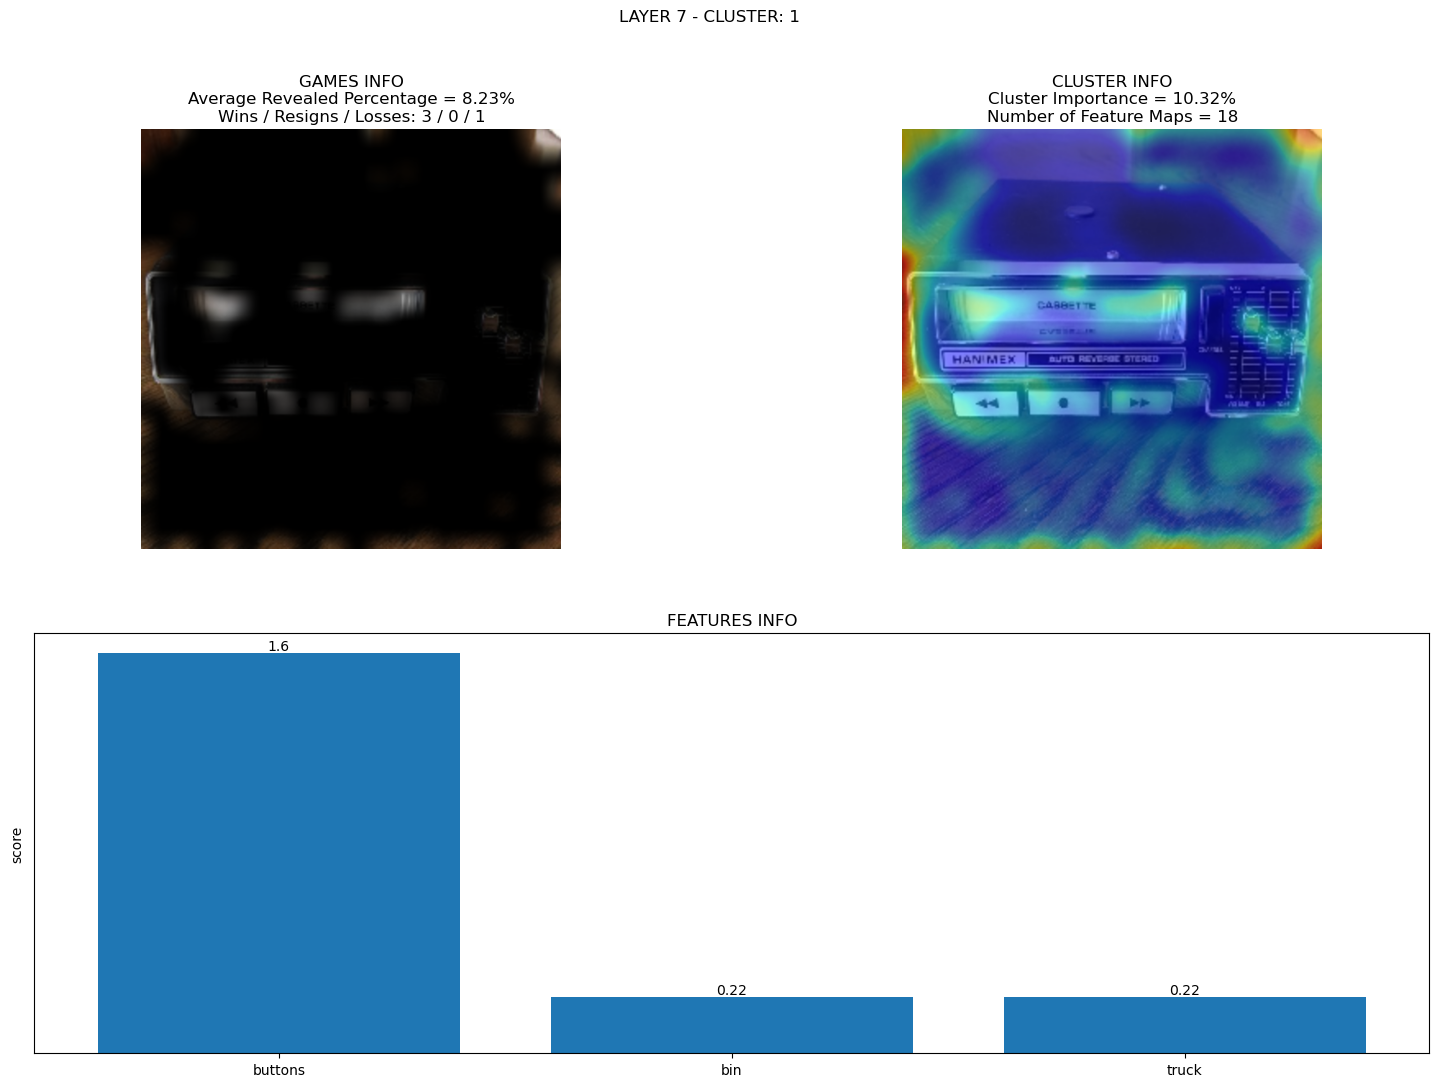 LAYER 7 - CLUSTER: 1
GAMES INFO
Average Revealed Percentage = 8.23%
Wins / Resigns / Losses: 3 / 0 / 1
CLUSTER INFO
Cluster Importance = 10.32%
Number of Feature Maps = 18
CASSETTE
HANIMEX
AUTO REVERSE STEREO
FEATURES INFO
score
1.6
0.22
0.22
buttons
bin
truck